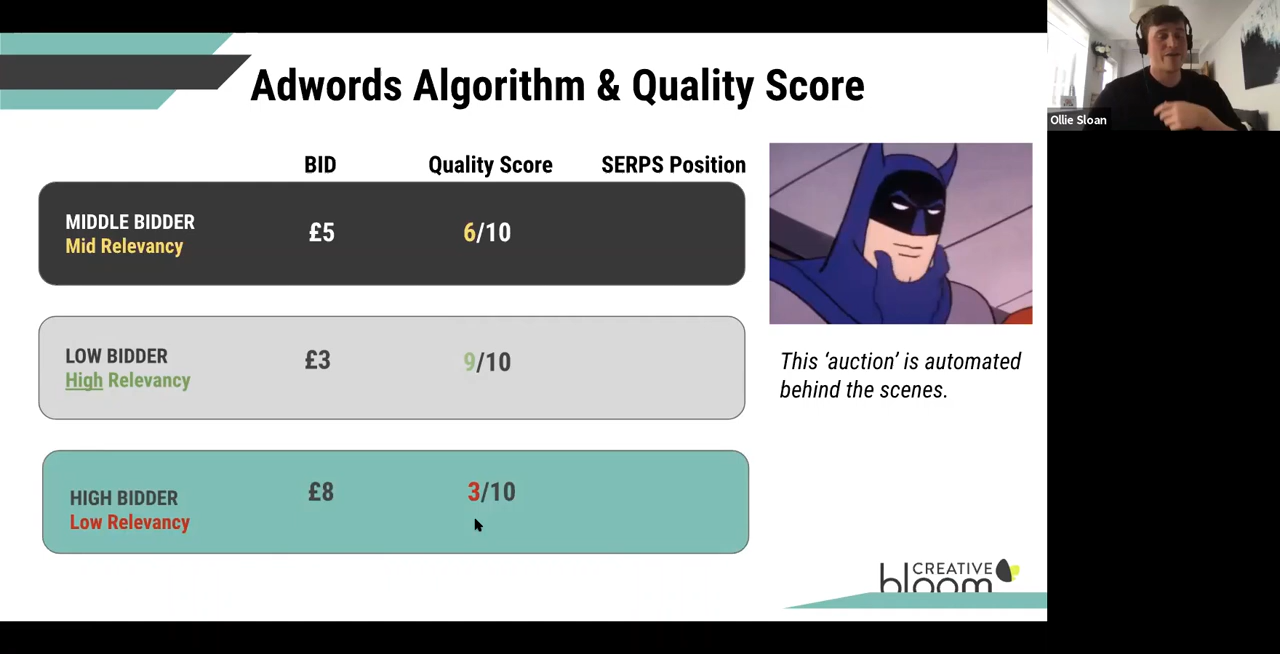 Adwords Algorithm & Quality Score
Ollie Sloan
BID
Quality Score
SERPS Position
MIDDLE BIDDER
Mid Relevancy
£5
6/10
LOW BIDDER
High Relevancy
£3
9/10
HIGH BIDDER
Low Relevancy
£8
3/10
This ‘auction’ is automated
behind the scenes.
CREATIVE
bloom